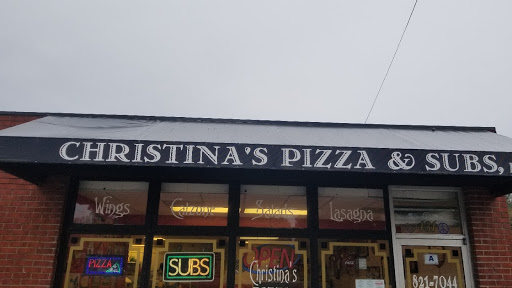 CHRISTINA'S PIZZA & SUBS,
Wings Calzone Salads Lasagna
PIZZA
SUBS
OPEN
Christina's
A
821-7044